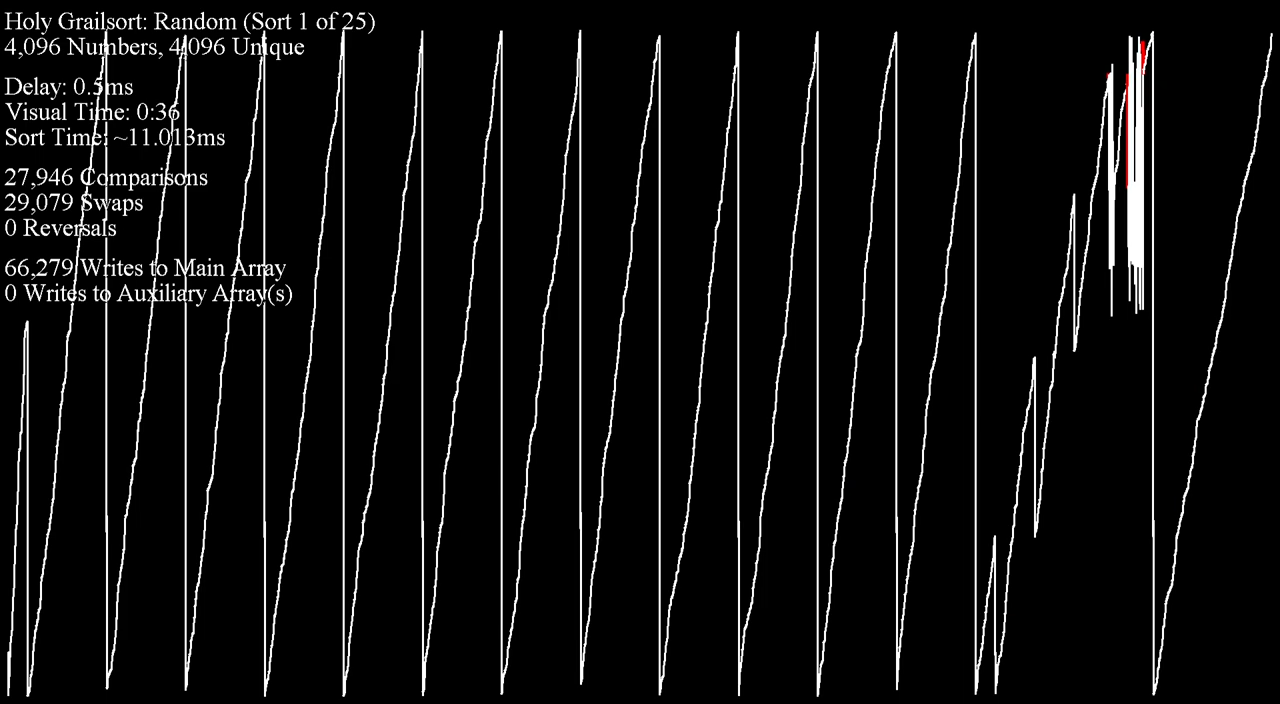 Holy Grailsort: Random (Sort 1 of 25)
4,096 Numbers, 4,096 Unique
Delay: 0.5ms
Visual Time: 0:36
Sort Time: ~11.013ms
27,946 Comparisons
29,079 Swaps
0 Reversals
66,279 Writes to Main Array
0 Writes to Auxiliary Array(s)